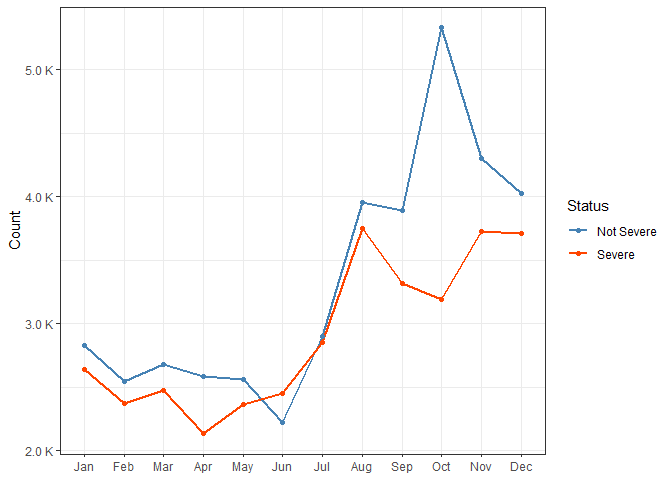 5.0 K
4.0 K
3.0 K
2.0 K
Count
Jan Feb Mar Apr May Jun Jul Aug Sep Oct Nov Dec
Status
Not Severe
Severe